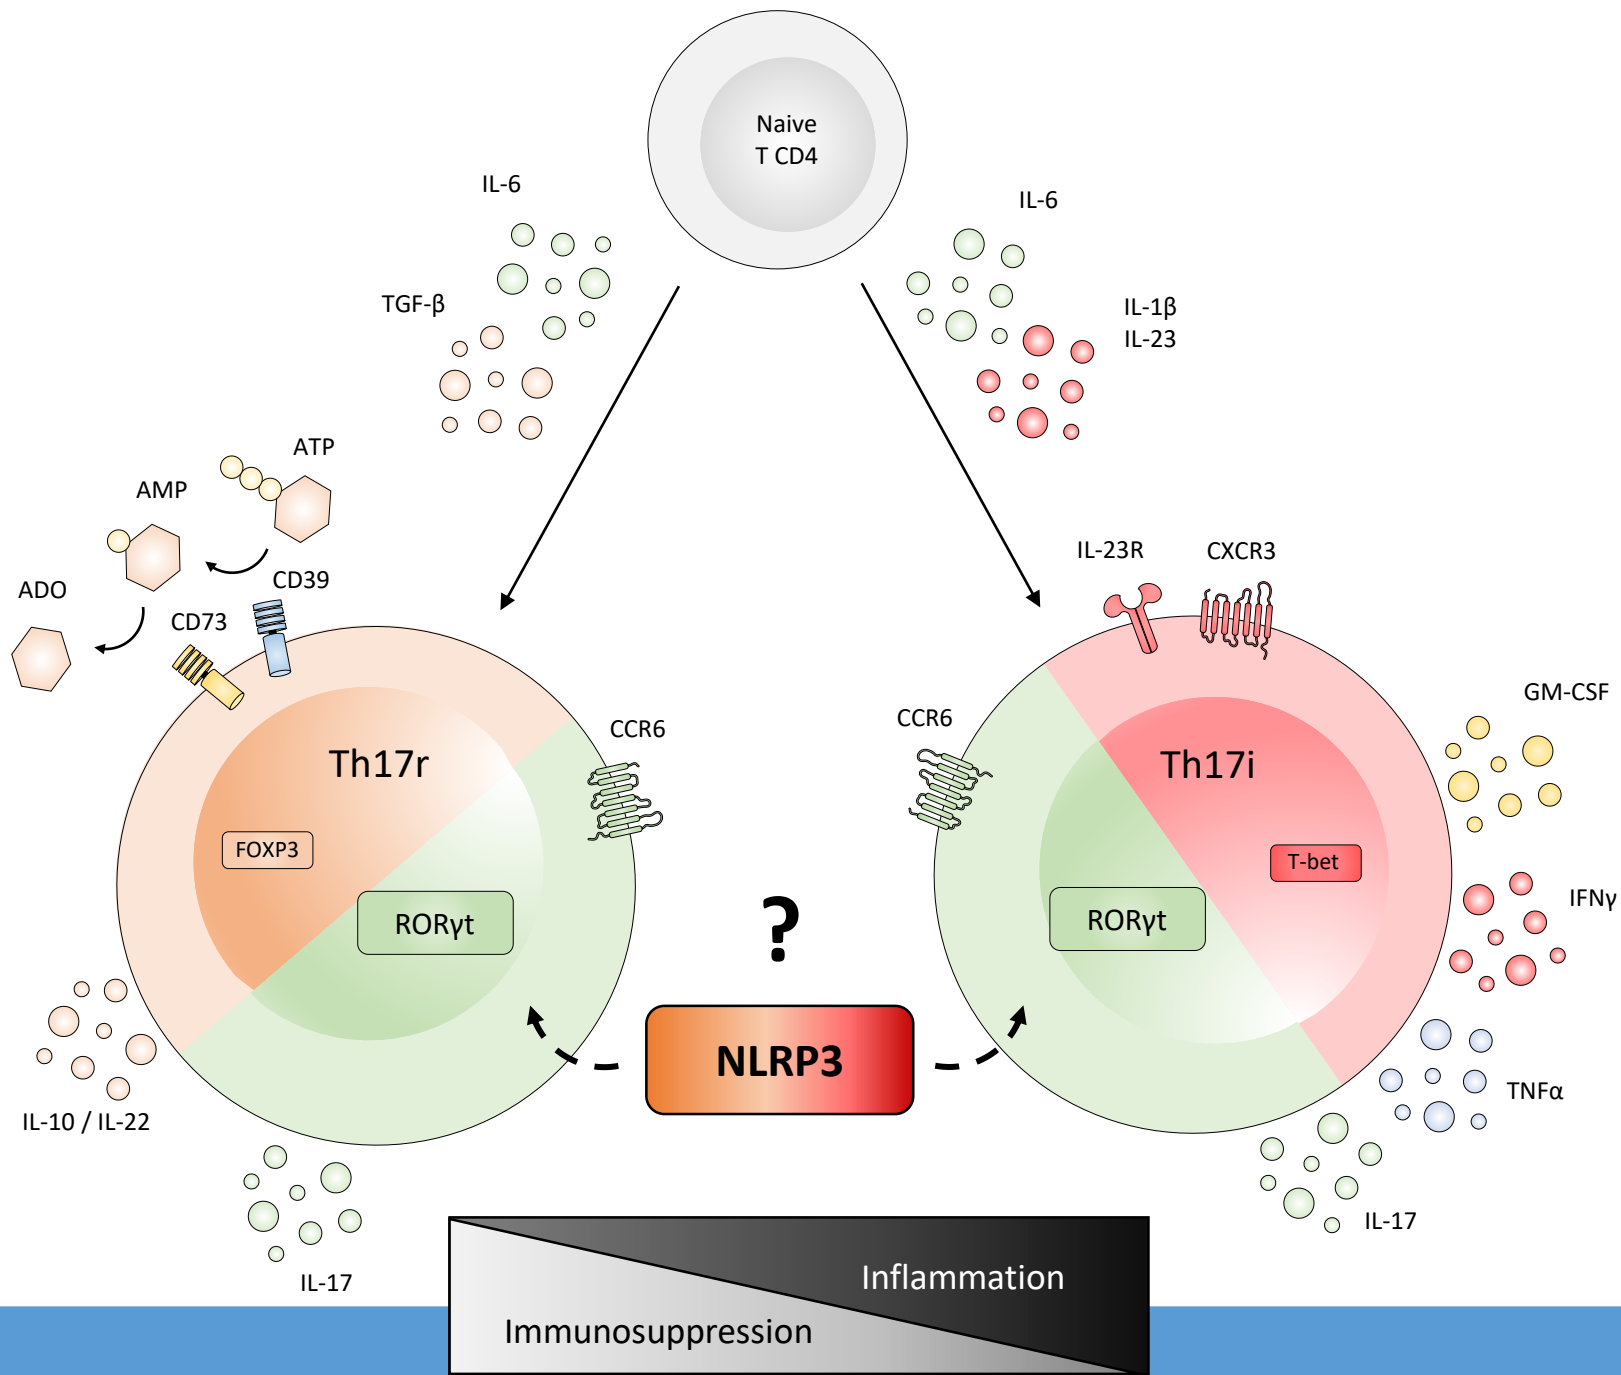 Naive
T CD4
IL-6
IL-6
TGF-β
IL-1β
IL-23
ATP
AMP
ADO
CD39
CD73
IL-23R
CXCR3
CCR6
CCR6
GM-CSF
Th17r
Th17i
FOXP3
T-bet
RORγt
RORγt
IFNγ
?
NLRP3
IL-10 / IL-22
TNFα
IL-17
IL-17
Inflammation
Immunosuppression